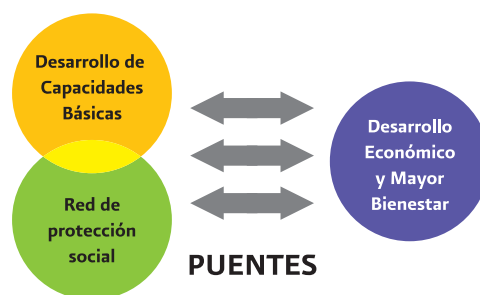 Desarrollo de
Capacidades
Básicas
Red de
protección
social
PUENTES
Desarrollo
Económico
y Mayor
Bienestar